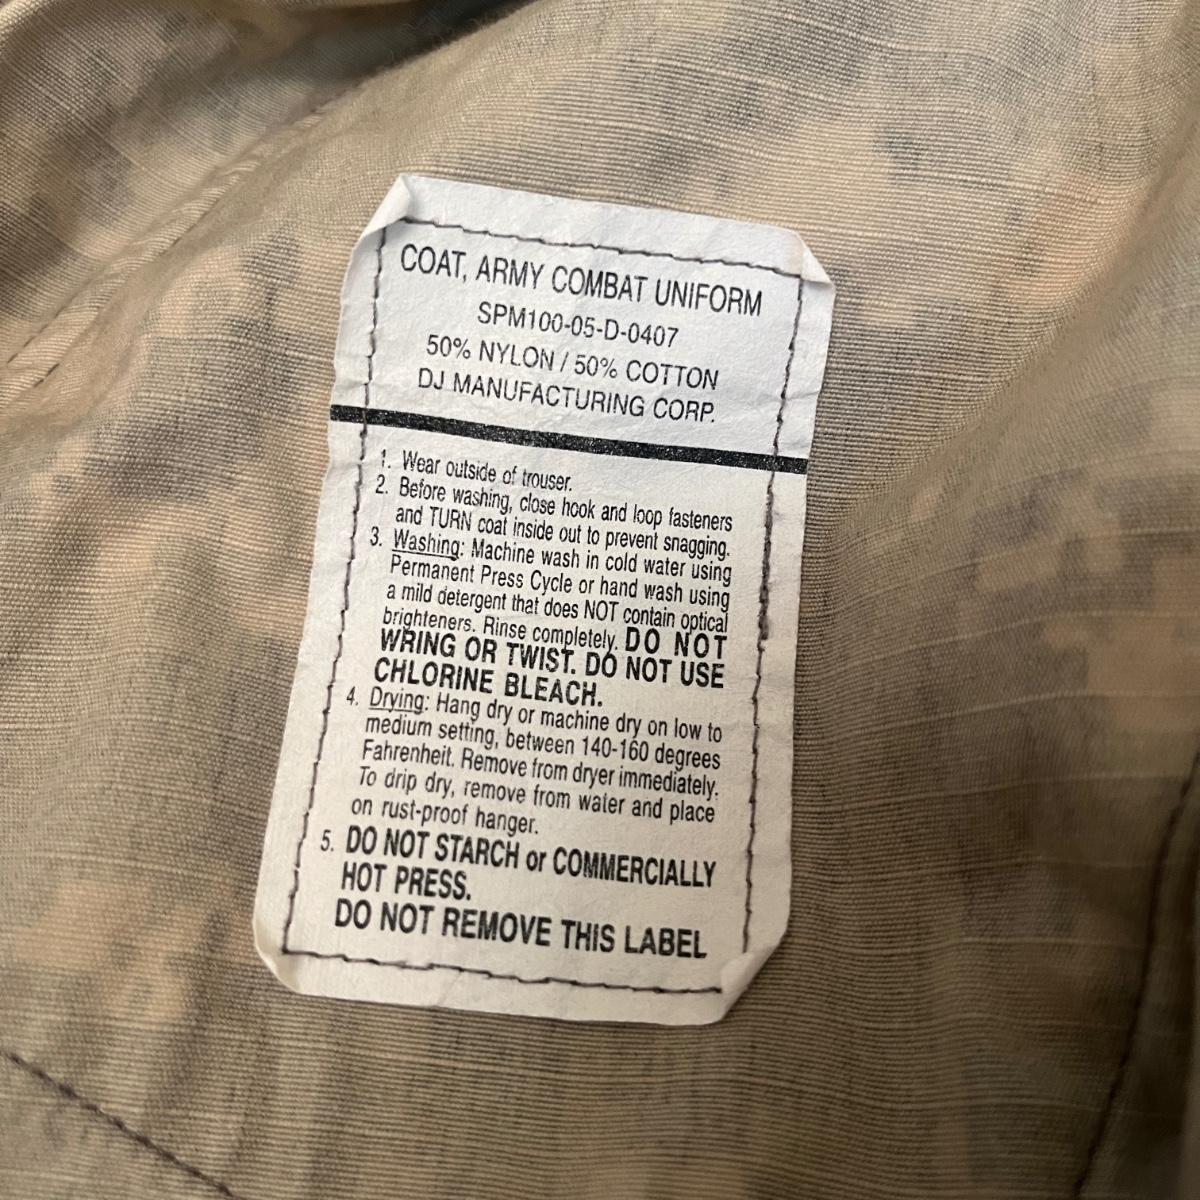 COAT, ARMY COMBAT UNIFORM
SPM100-05-D-0407
50% NYLON / 50% COTTON
DJ MANUFACTURING CORP.
1. Wear outside of trouser.
2. Before washing, close hook and loop fasteners
and TURN coat inside out to prevent snagging.
3. Washing: Machine wash in cold water using
Permanent Press Cycle or hand wash using
a mild detergent that does NOT contain optical
brighteners. Rinse completely. DO NOT
WRING OR TWIST. DO NOT USE
CHLORINE BLEACH.
4. Drying: Hang dry or machine dry on low to
medium setting, between 140-160 degrees
Fahrenheit. Remove from dryer immediately.
To drip dry, remove from water and place
on rust-proof hanger.
5. DO NOT STARCH or COMMERCIALLY
HOT PRESS.
DO NOT REMOVE THIS LABEL